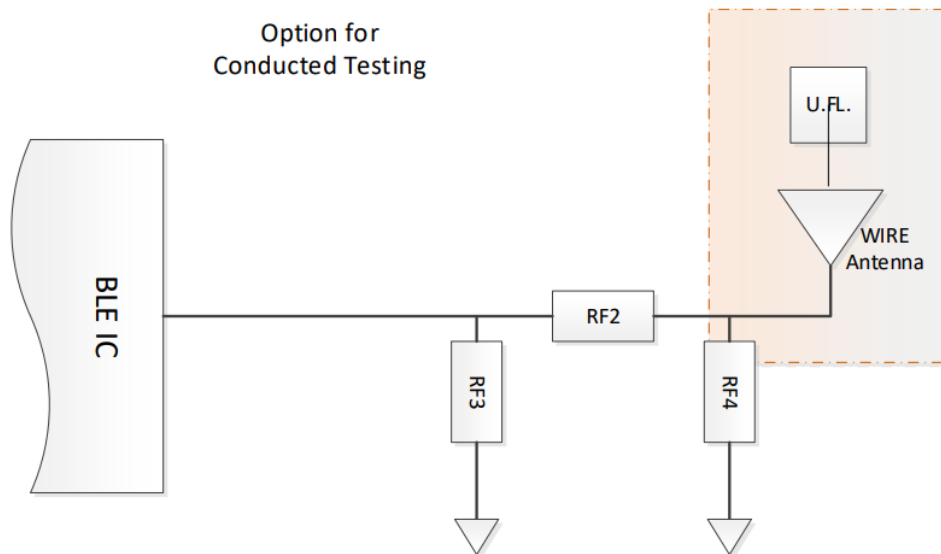 Option for
Conducted Testing
U.FL.
WIRE
Antenna
BLE IC
RF2
RF3
RF4